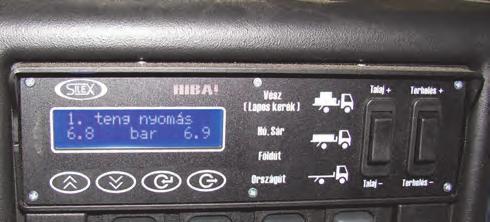 SILEX
HIBA!
1. teng nyomás
6.8 bar 6.9
Vész
(Lapos kerék)
Hó, Sár
Földút
Országút
Talaj +
Terhelés +
Talaj –
Terhelés –